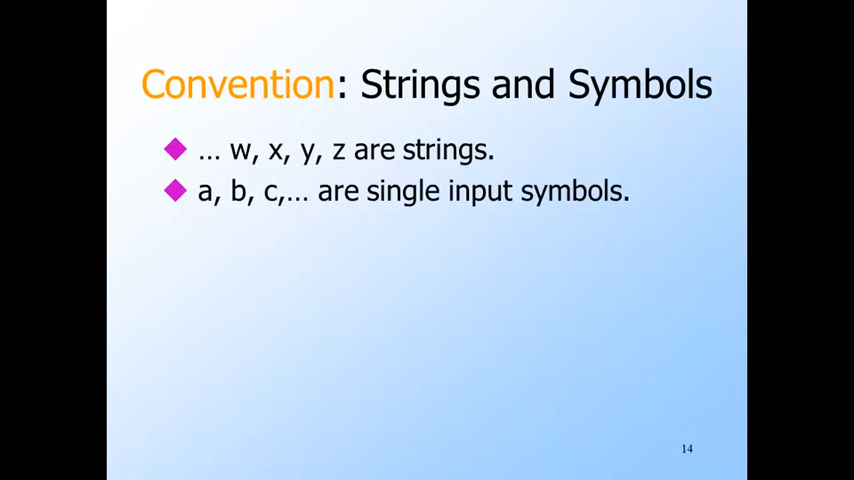 Convention: Strings and Symbols
… w, x, y, z are strings.
a, b, c,… are single input symbols.
14